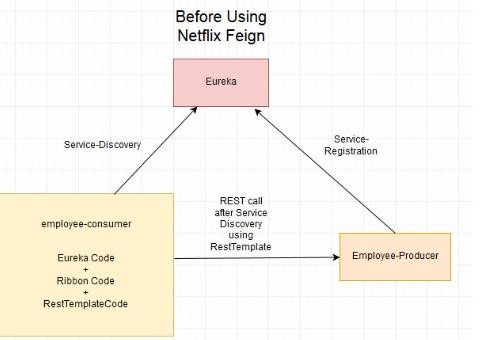 Before Using
Netflix Feign
Eureka
Service-Discovery
Service-
Registration
REST call
after Service
Discovery
using
RestTemplate
employee-consumer
Eureka Code
+
Ribbon Code
+
RestTemplateCode
Employee-Producer